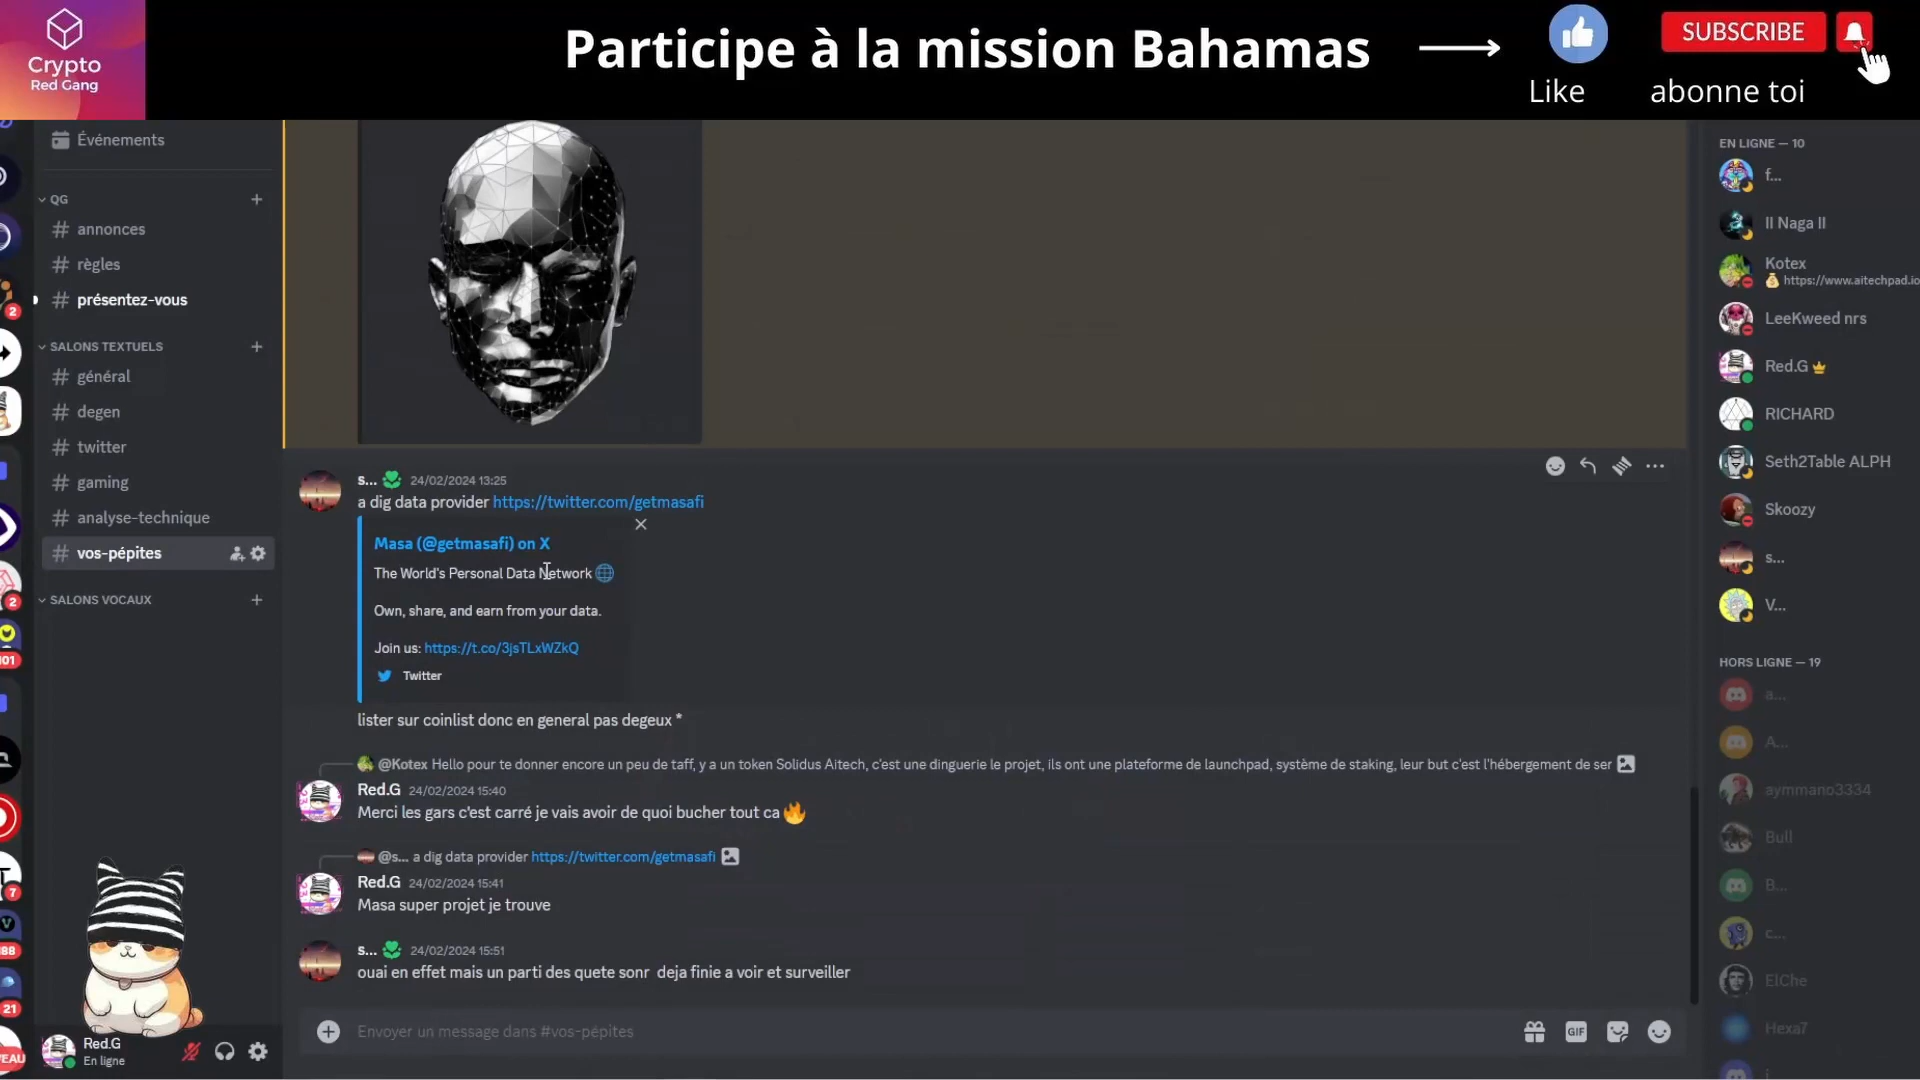 Crypto
Red Gang
Participe à la mission Bahamas
Like
SUBSCRIBE
abonne toi
Événements
QG
annonces
règles
présentez-vous
SALONS TEXTUELS
général
degen
twitter
gaming
analyse-technique
vos-pépites
SALONS VOCAUX
2
2
101
7
88
21
EAU
Red.G
En ligne
s... 24/02/2024 13:25
a dig data provider https://twitter.com/getmasafi
Masa (@getmasafi) on X
The World's Personal Data Network
Own, share, and earn from your data.
Join us: https://t.co/3jsTLxWZkQ
Twitter
lister sur coinlist donc en general pas degeux *
@Kotex Hello pour te donner encore un peu de taff, y a un token Solidus Aitech, c'est une dinguerie le projet, ils ont une plateforme de launchpad, système de staking, leur but c'est l'hébergement de ser
Red.G 24/02/2024 15:40
Merci les gars c'est carré je vais avoir de quoi bucher tout ca
@s... a dig data provider https://twitter.com/getmasafi
Red.G 24/02/2024 15:41
Masa super projet je trouve
s... 24/02/2024 15:51
ouai en effet mais un parti des quete sonr deja finie a voir et surveiller
Envoyer un message dans #vos-pépites
GIF
EN LIGNE — 10
f...
II Naga II
Kotex
https://www.aitechpad.io
LeeKweed nrs
Red.G
RICHARD
Seth2Table ALPH
Skoozy
s...
V...
HORS LIGNE — 19
a...
A...
aymmano3334
Bull
B...
c...
ElChe
Hexa7